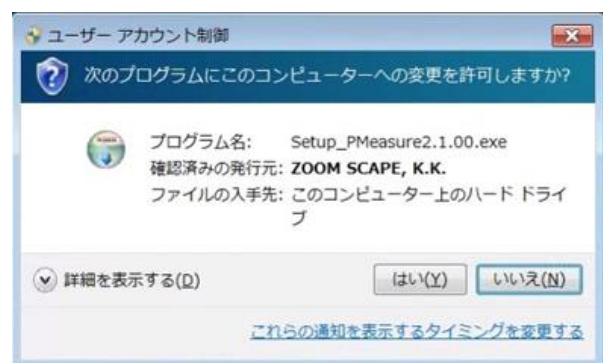 ユーザー アカウント制御
次のプログラムにこのコンピューターへの変更を許可しますか?
プログラム名: Setup_PMeasure2.1.00.exe
確認済みの発行元: ZOOM SCAPE, K.K.
ファイルの入手先: このコンピューター上のハード ドライ
ブ
詳細を表示する(D)
はい(Y)
いいえ(N)
これらの通知を表示するタイミングを変更する